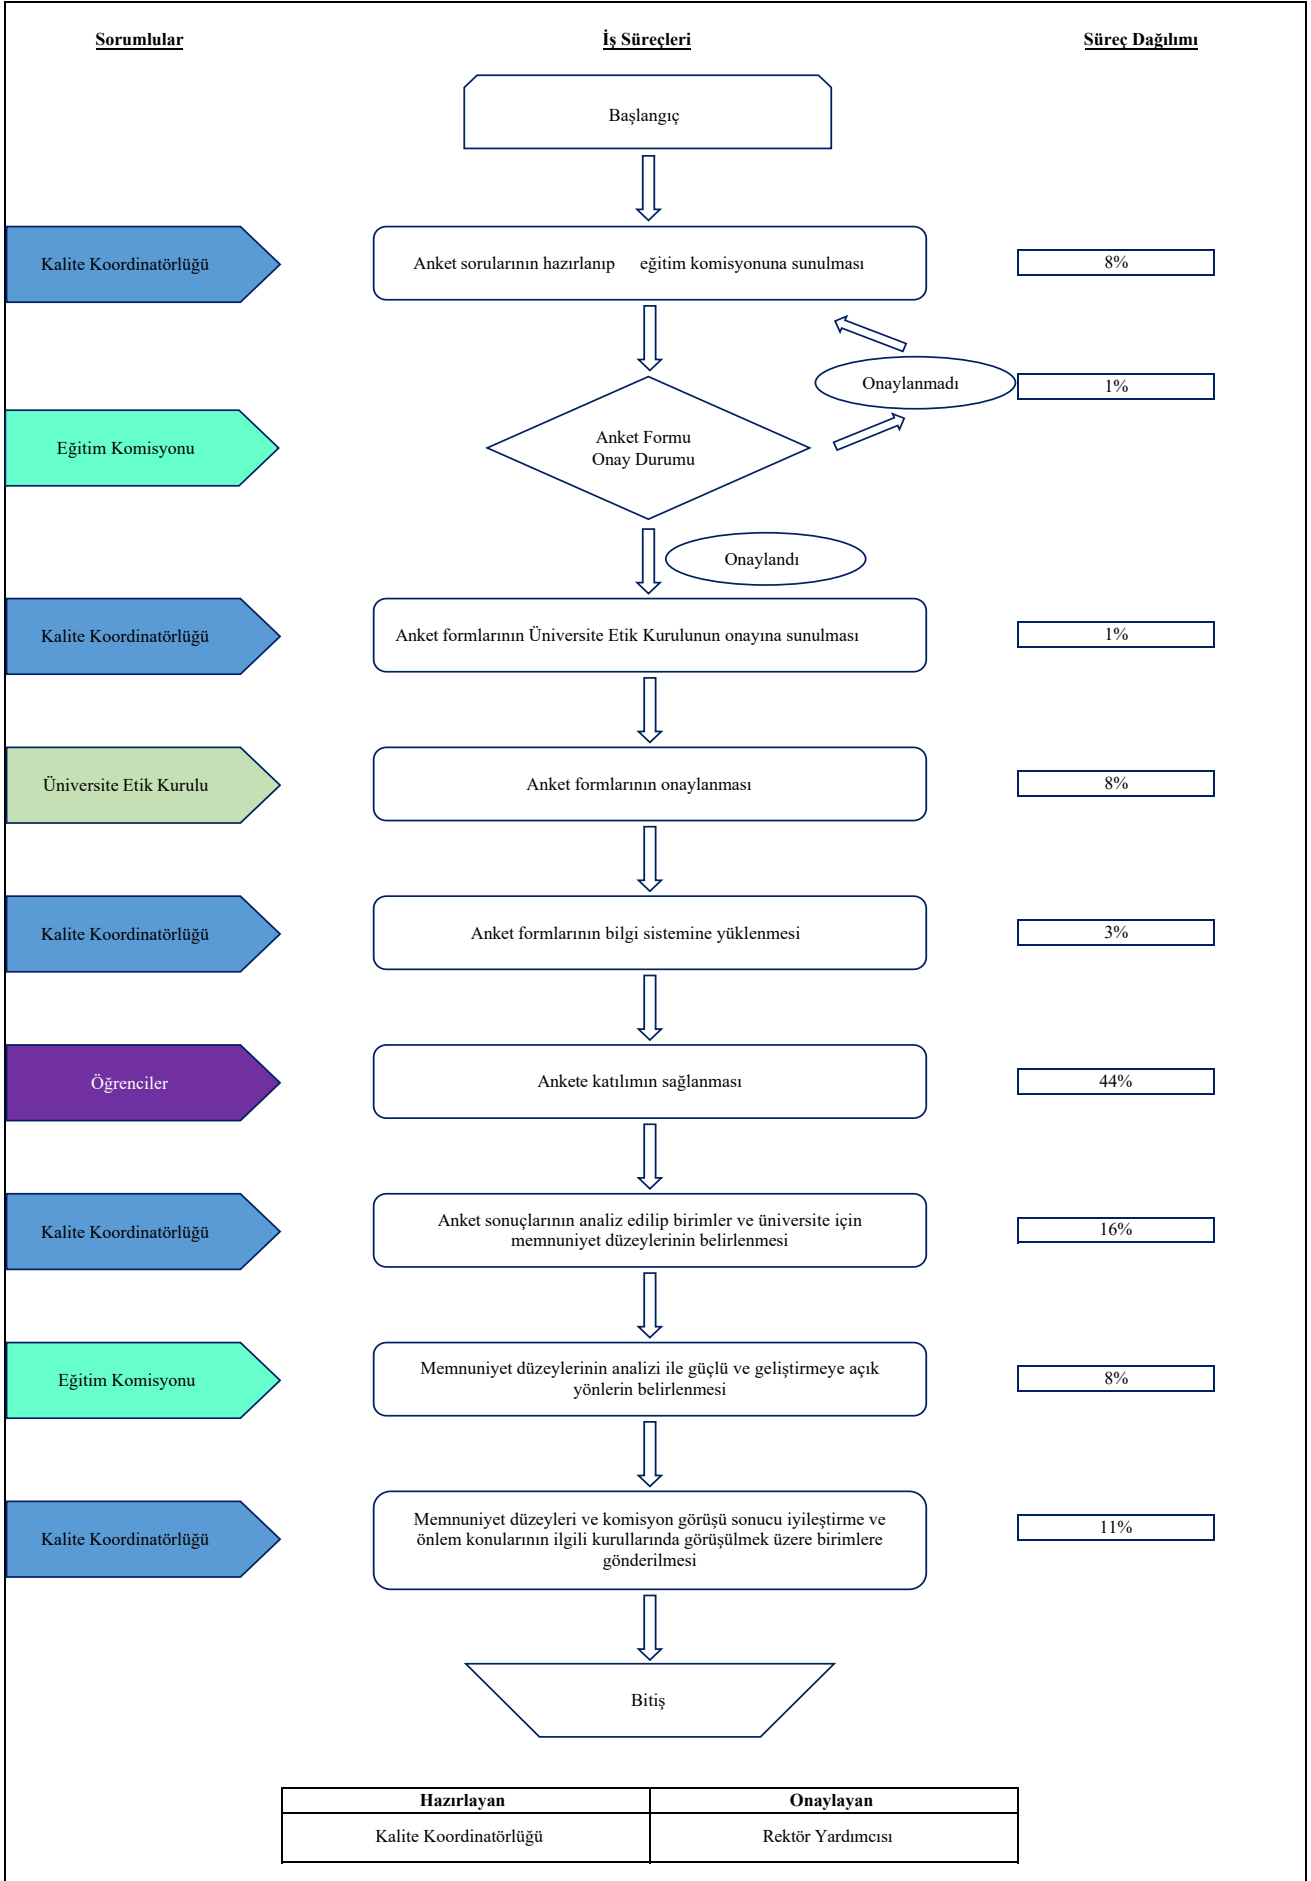 Sorumlular
İş Süreçleri
Süreç Dağılımı
Başlangıç
Kalite Koordinatörlüğü
Anket sorularının hazırlanıp eğitim komisyonuna sunulması
8%
Onaylanmadı
1%
Eğitim Komisyonu
Anket Formu
Onay Durumu
Onaylandı
Kalite Koordinatörlüğü
Anket formlarının Üniversite Etik Kurulunun onayına sunulması
1%
Üniversite Etik Kurulu
Anket formlarının onaylanması
8%
Kalite Koordinatörlüğü
Anket formlarının bilgi sistemine yüklenmesi
3%
Öğrenciler
Ankete katılımın sağlanması
44%
Kalite Koordinatörlüğü
Anket sonuçlarının analiz edilip birimler ve üniversite için
memnuniyet düzeylerinin belirlenmesi
16%
Eğitim Komisyonu
Memnuniyet düzeylerinin analizi ile güçlü ve geliştirmeye açık
yönlerin belirlenmesi
8%
Kalite Koordinatörlüğü
Memnuniyet düzeyleri ve komisyon görüşü sonucu iyileştirme ve
önlem konularının ilgili kurullarında görüşülmek üzere birimlere
gönderilmesi
11%
Bitiş
Hazırlayan
Onaylayan
Kalite Koordinatörlüğü
Rektör Yardımcısı